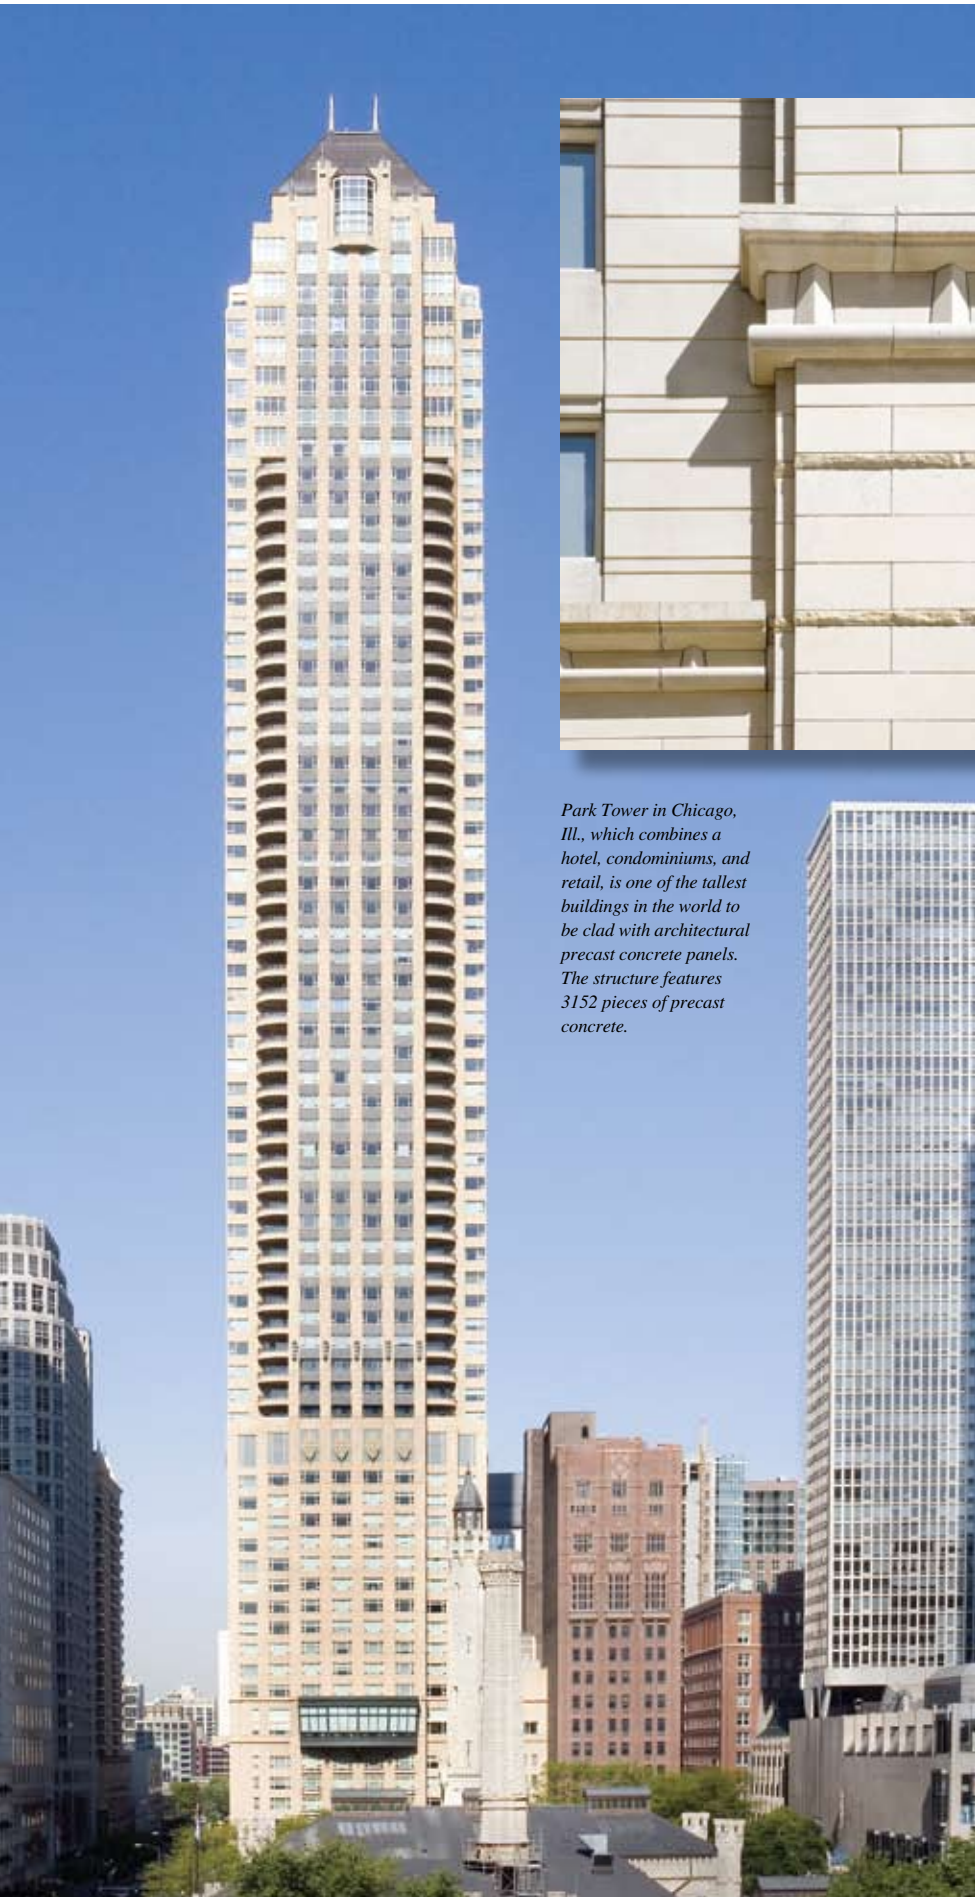 Park Tower in Chicago,
Ill., which combines a
hotel, condominiums, and
retail, is one of the tallest
buildings in the world to
be clad with architectural
precast concrete panels.
The structure features
3152 pieces of precast
concrete.